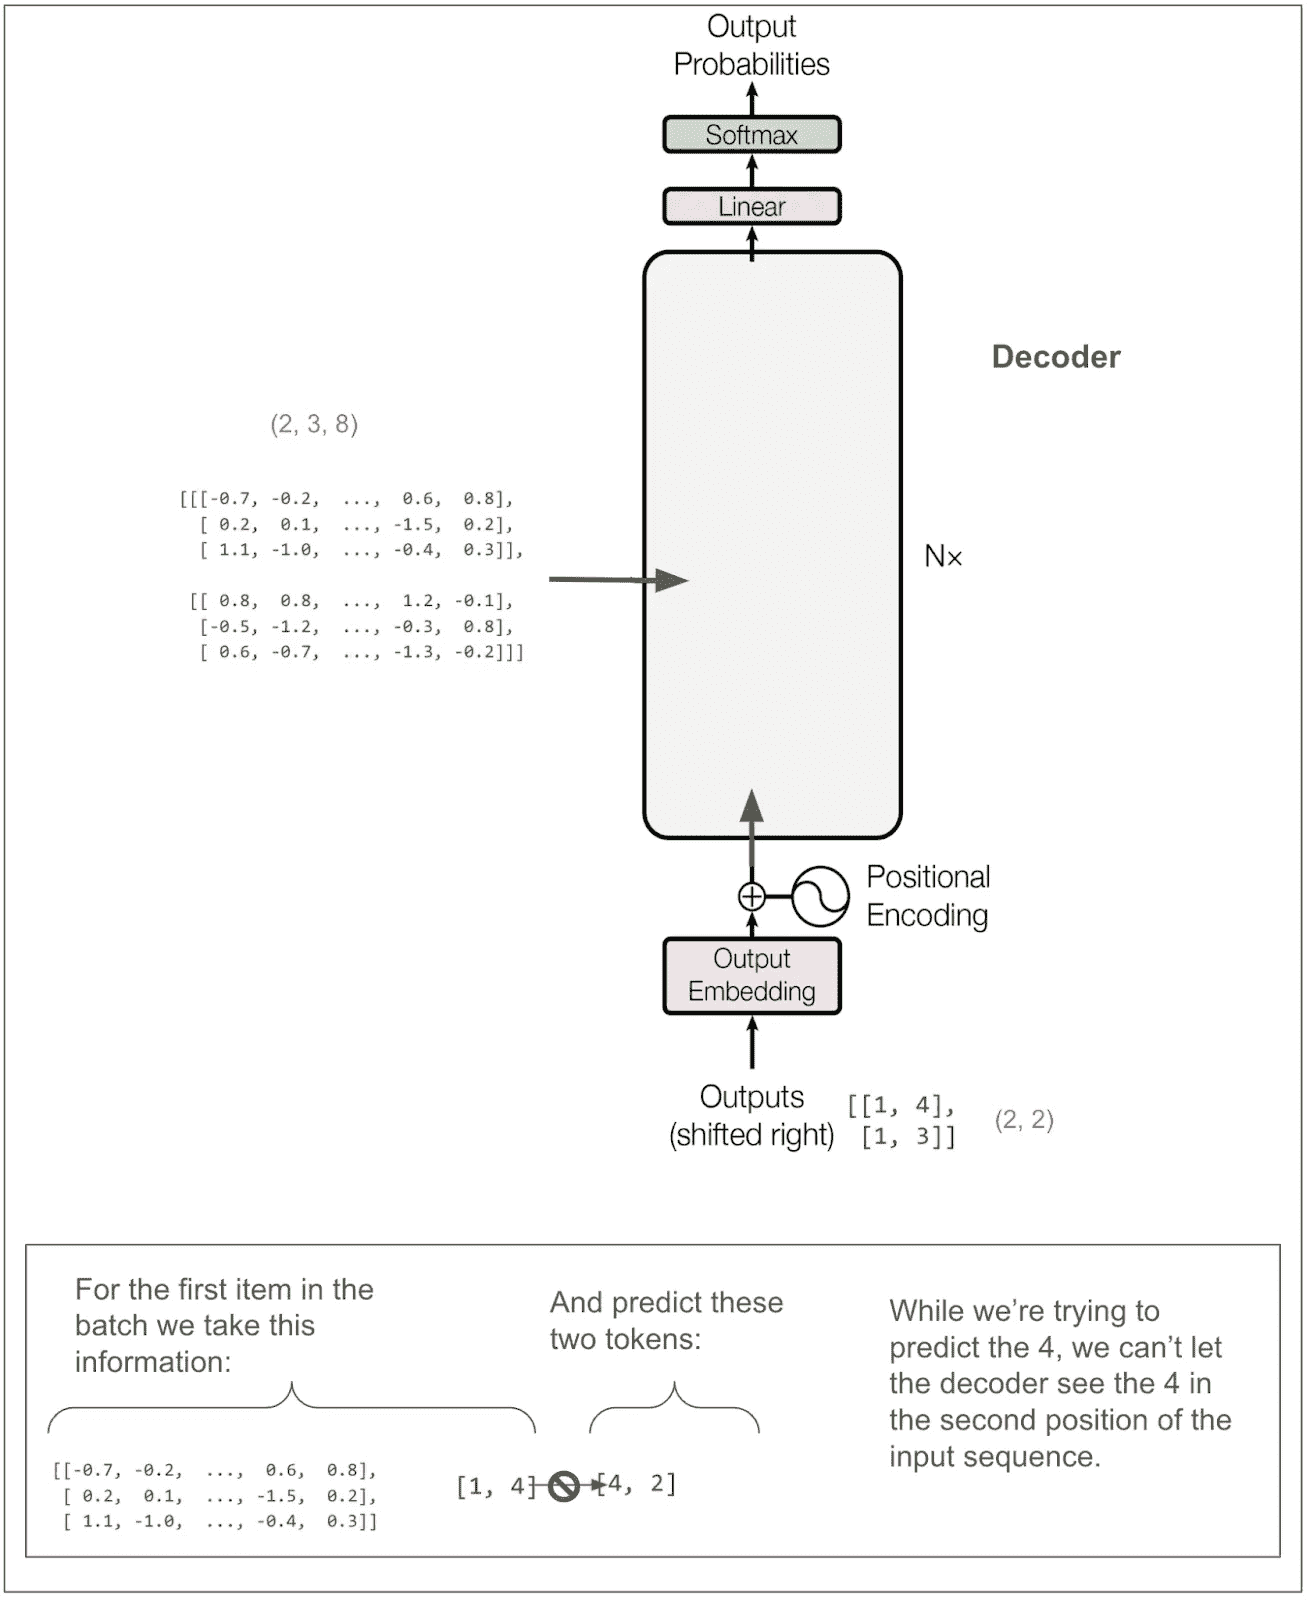 Output
Probabilities
Softmax
Linear
Decoder
(2, 3, 8)
[[[-0.7, -0.2, ..., 0.6, 0.8],
[ 0.2, 0.1, ..., -1.5, 0.2],
[ 1.1, -1.0, ..., -0.4, 0.3]],
[[ 0.8, 0.8, ..., 1.2, -0.1],
[-0.5, -1.2, ..., -0.3, 0.8],
[ 0.6, -0.7, ..., -1.3, -0.2]]]
N×
Positional
Encoding
Output
Embedding
Outputs
(shifted right)
[[1, 4],
[1, 3]]
(2, 2)
For the first item in the
batch we take this
information:
And predict these
two tokens:
While we’re trying to
predict the 4, we can’t let
the decoder see the 4 in
the second position of the
input sequence.
[[-0.7, -0.2, ..., 0.6, 0.8],
[ 0.2, 0.1, ..., -1.5, 0.2],
[ 1.1, -1.0, ..., -0.4, 0.3]]
[1, 4]
[4, 2]